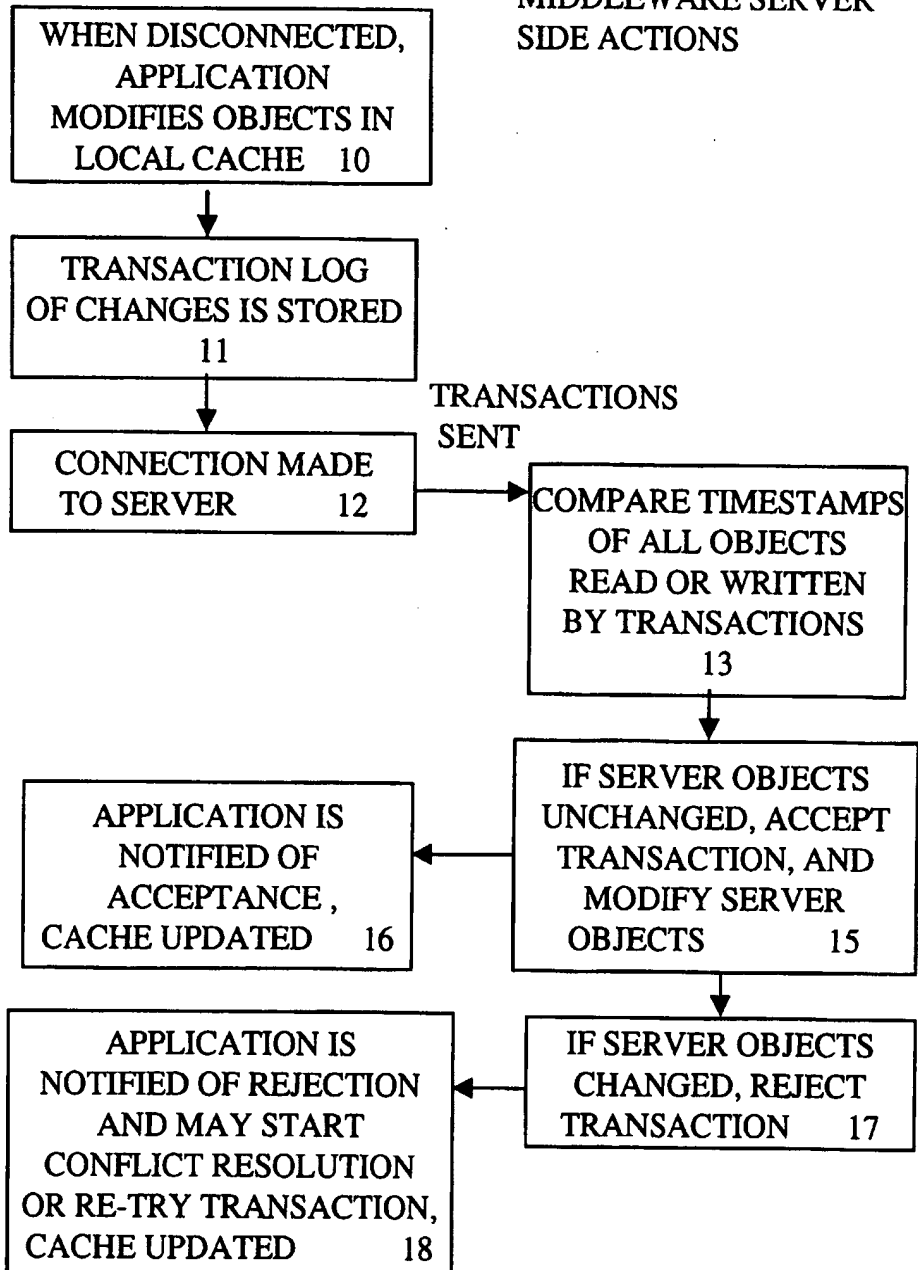 MIDDLEWARE SERVER
SIDE ACTIONS
WHEN DISCONNECTED,
APPLICATION
MODIFIES OBJECTS IN
LOCAL CACHE 10
TRANSACTION LOG
OF CHANGES IS STORED
11
TRANSACTIONS
SENT
CONNECTION MADE
TO SERVER 12
COMPARE TIMESTAMPS
OF ALL OBJECTS
READ OR WRITTEN
BY TRANSACTIONS
13
IF SERVER OBJECTS
UNCHANGED, ACCEPT
TRANSACTION, AND
MODIFY SERVER
OBJECTS 15
APPLICATION IS
NOTIFIED OF
ACCEPTANCE ,
CACHE UPDATED 16
IF SERVER OBJECTS
CHANGED, REJECT
TRANSACTION 17
APPLICATION IS
NOTIFIED OF REJECTION
AND MAY START
CONFLICT RESOLUTION
OR RE-TRY TRANSACTION,
CACHE UPDATED 18